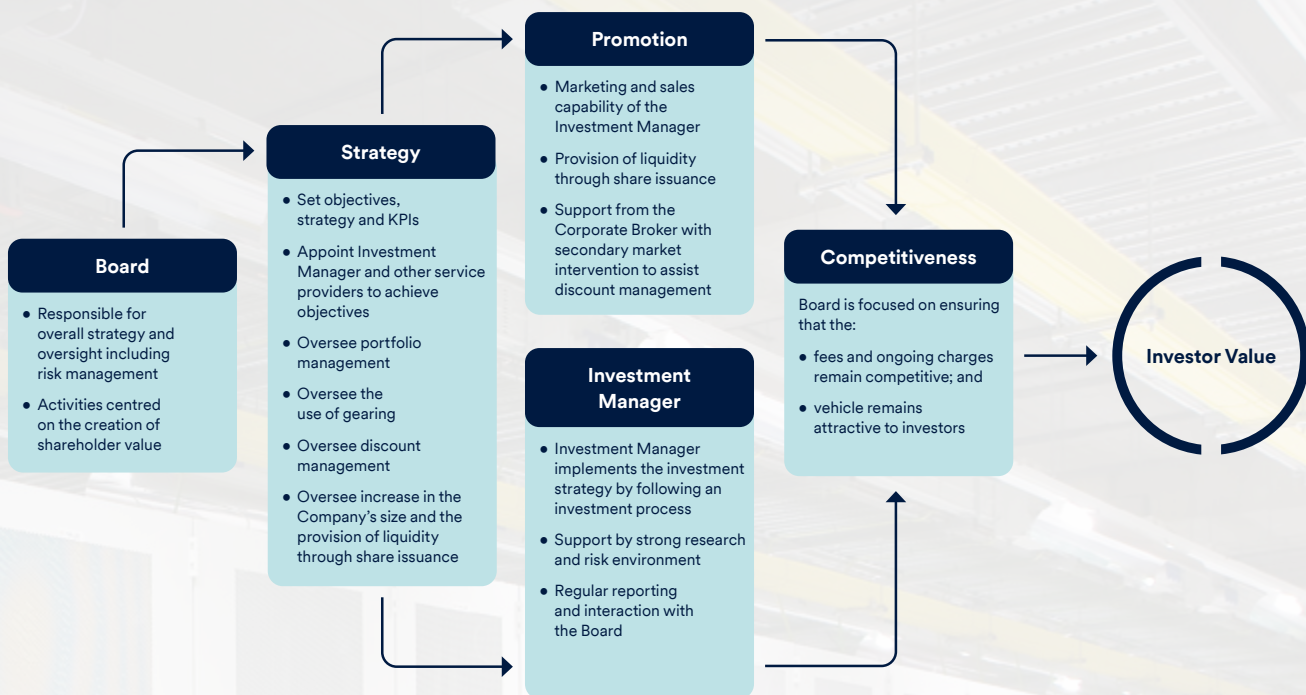 Board
• Responsible for
overall strategy and
oversight including
risk management
• Activities centred
on the creation of
shareholder value
Strategy
• Set objectives,
strategy and KPIs
• Appoint Investment
Manager and other service
providers to achieve
objectives
• Oversee portfolio
management
• Oversee the
use of gearing
• Oversee discount
management
• Oversee increase in the
Company's size and the
provision of liquidity
through share issuance
Promotion
• Marketing and sales
capability of the
Investment Manager
• Provision of liquidity
through share issuance
• Support from the
Corporate Broker with
secondary market
intervention to assist
discount management
Investment
Manager
• Investment Manager
implements the investment
strategy by following an
investment process
• Support by strong research
and risk environment
• Regular reporting
and interaction with
the Board
Competitiveness
Board is focused on ensuring
that the:
• fees and ongoing charges
remain competitive; and
• vehicle remains
attractive to investors
Investor Value